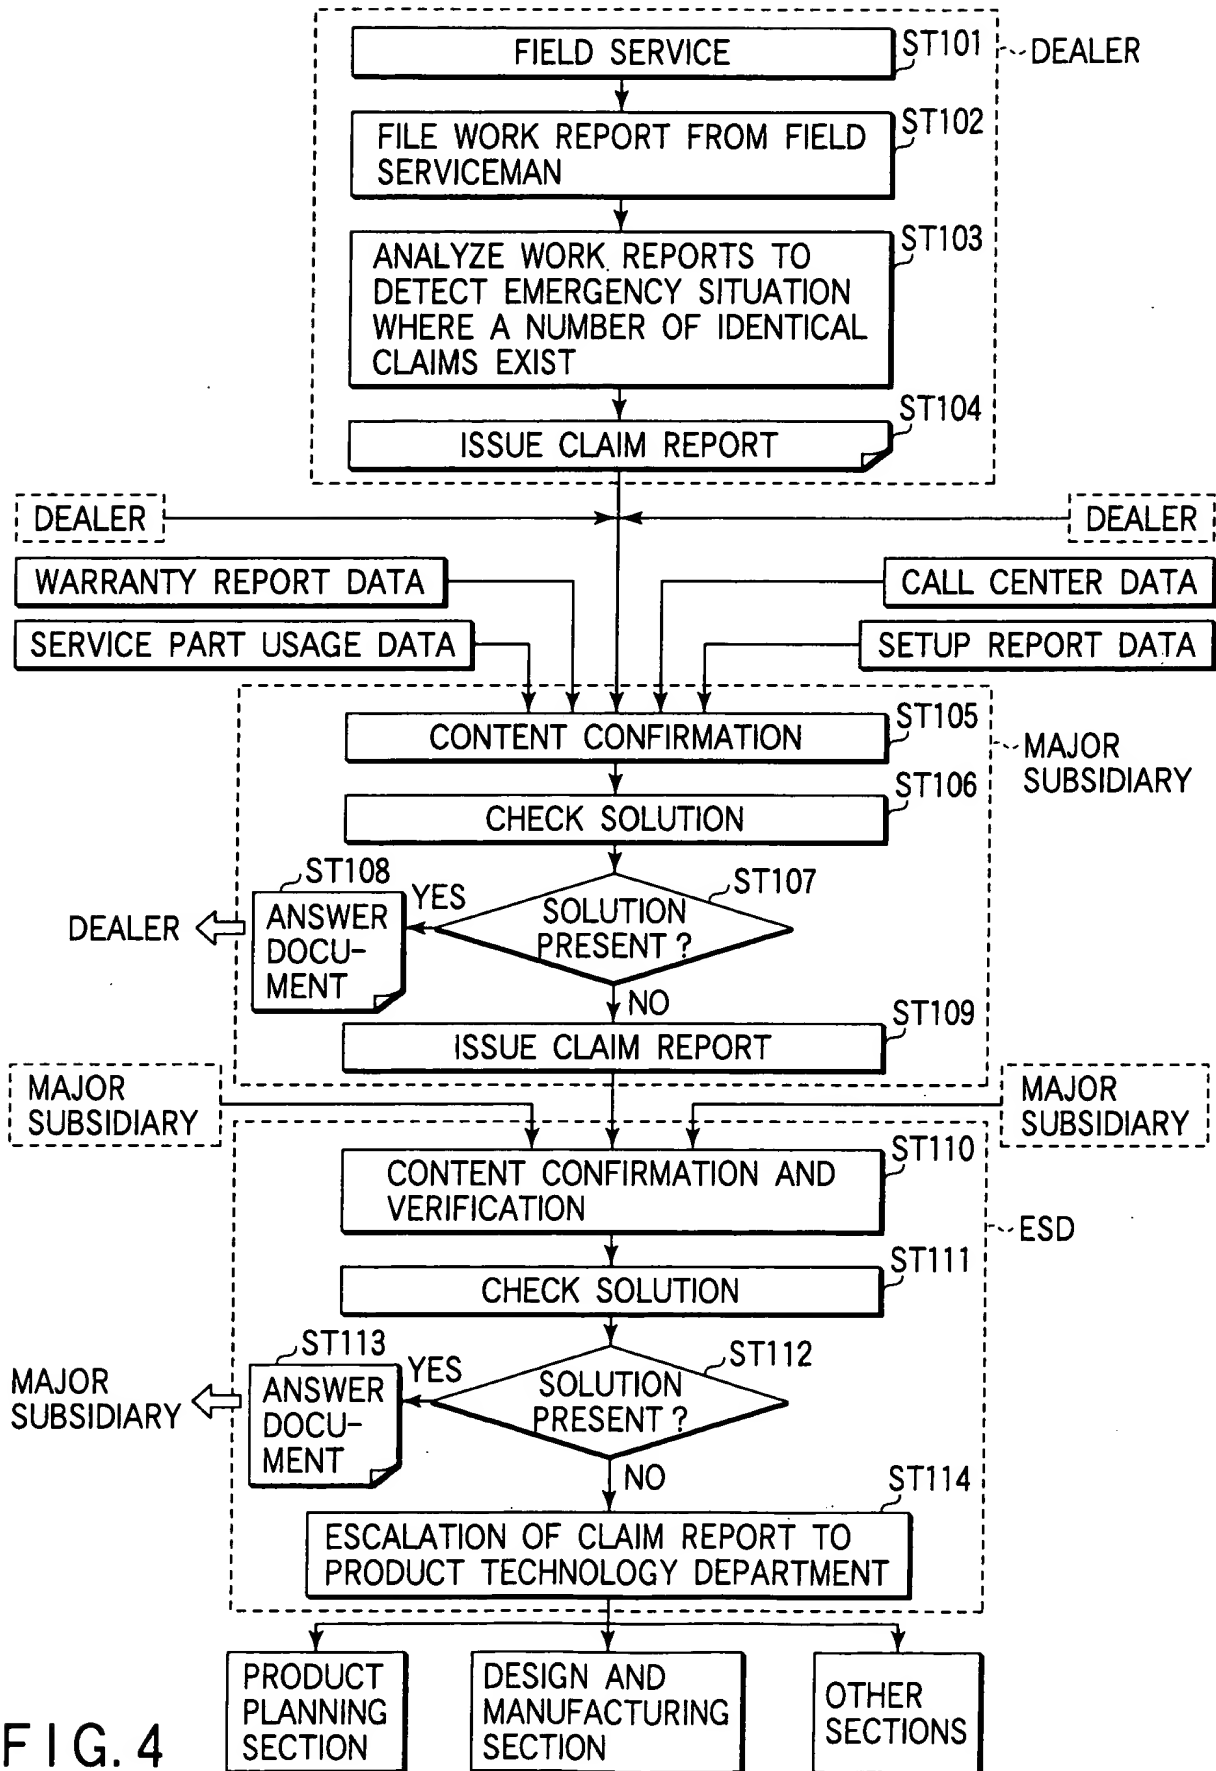 FIELD SERVICE
ST101
DEALER
FILE WORK REPORT FROM FIELD
SERVICEMAN
ST102
ANALYZE WORK REPORTS TO
DETECT EMERGENCY SITUATION
WHERE A NUMBER OF IDENTICAL
CLAIMS EXIST
ST103
ISSUE CLAIM REPORT
ST104
DEALER
DEALER
WARRANTY REPORT DATA
CALL CENTER DATA
SERVICE PART USAGE DATA
SETUP REPORT DATA
CONTENT CONFIRMATION
ST105
MAJOR
SUBSIDIARY
CHECK SOLUTION
ST106
SOLUTION
PRESENT ?
ST107
YES
ST108
ANSWER
DOCU-
MENT
DEALER
NO
ISSUE CLAIM REPORT
ST109
MAJOR
SUBSIDIARY
MAJOR
SUBSIDIARY
CONTENT CONFIRMATION AND
VERIFICATION
ST110
ESD
CHECK SOLUTION
ST111
SOLUTION
PRESENT ?
ST112
YES
ST113
ANSWER
DOCU-
MENT
MAJOR
SUBSIDIARY
NO
ESCALATION OF CLAIM REPORT TO
PRODUCT TECHNOLOGY DEPARTMENT
ST114
PRODUCT
PLANNING
SECTION
DESIGN AND
MANUFACTURING
SECTION
OTHER
SECTIONS
FIG. 4